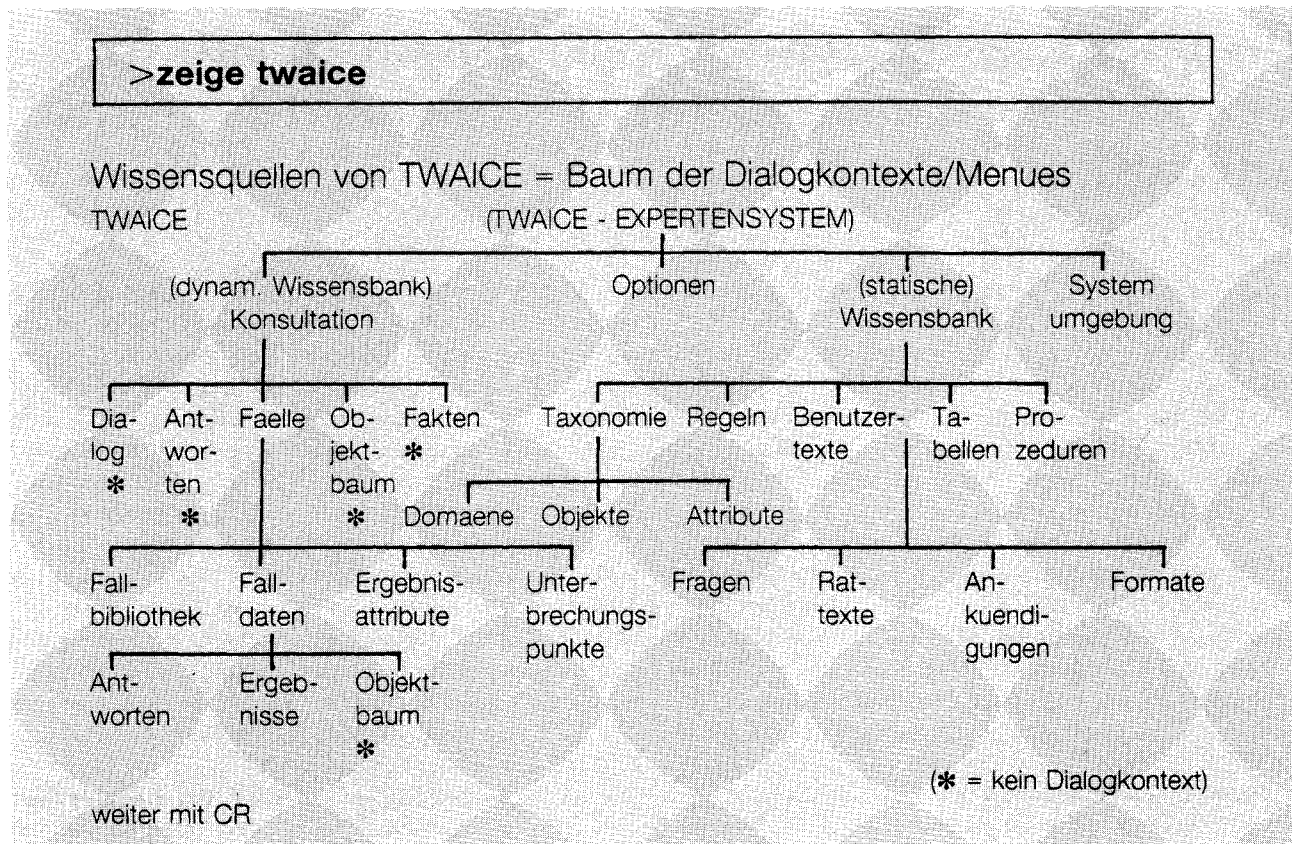 >zeige twaice
Wissensquellen von TWAICE = Baum der Dialogkontexte/Menues
TWAICE (TWAICE - EXPERTENSYSTEM)
(dynam. Wissensbank) Optionen (statische) System
Konsultation Wissensbank umgebung
Dia- Ant- Faelle Ob- Fakten Taxonomie Regeln Benutzer- Ta- Pro-
log wor- jekt- * texte bellen zeduren
* ten baum
* * Domaene Objekte Attribute
Fall- Fall- Ergebnis- Unter- Fragen Rat- An- Formate
bibliothek daten attribute brechungs- texte kuendi-
punkte gungen
Ant- Ergeb- Objekt-
worten nisse baum
*
(* = kein Dialogkontext)
weiter mit CR